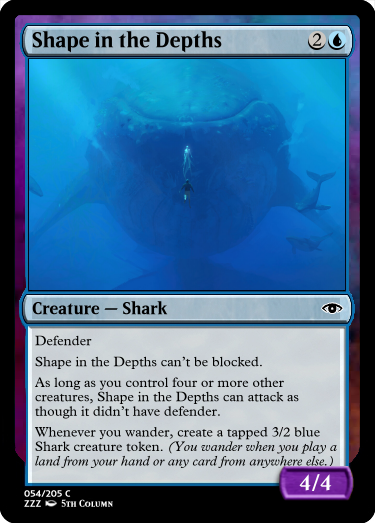 Shape in the Depths 2
Creature — Shark
Defender
Shape in the Depths can't be blocked.
As long as you control four or more other
creatures, Shape in the Depths can attack as
though it didn't have defender.
Whenever you wander, create a tapped 3/2 blue
Shark creature token. (You wander when you play a
land from your hand or any card from anywhere else.)
4/4
054/205 C
ZZZ 5TH COLUMN